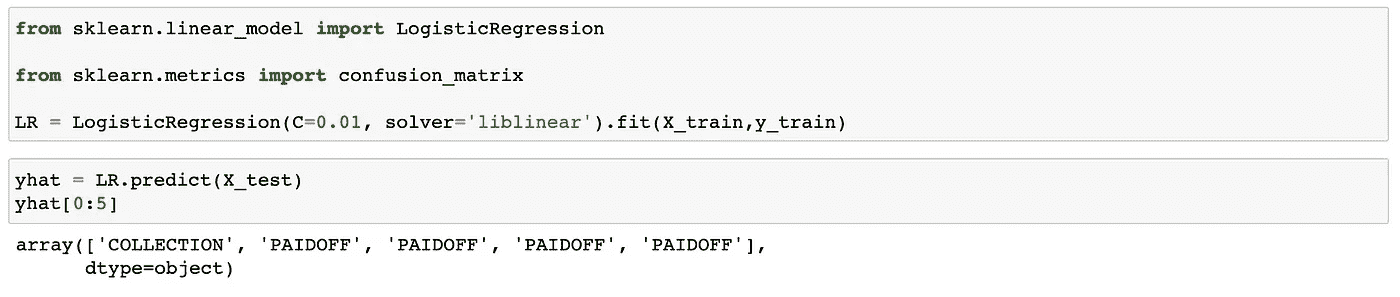 from sklearn.linear_model import LogisticRegression
from sklearn.metrics import confusion_matrix
LR = LogisticRegression(C=0.01, solver='liblinear').fit(X_train,y_train)
yhat = LR.predict(X_test)
yhat[0:5]
array(['COLLECTION', 'PAIDOFF', 'PAIDOFF', 'PAIDOFF', 'PAIDOFF'],
      dtype=object)